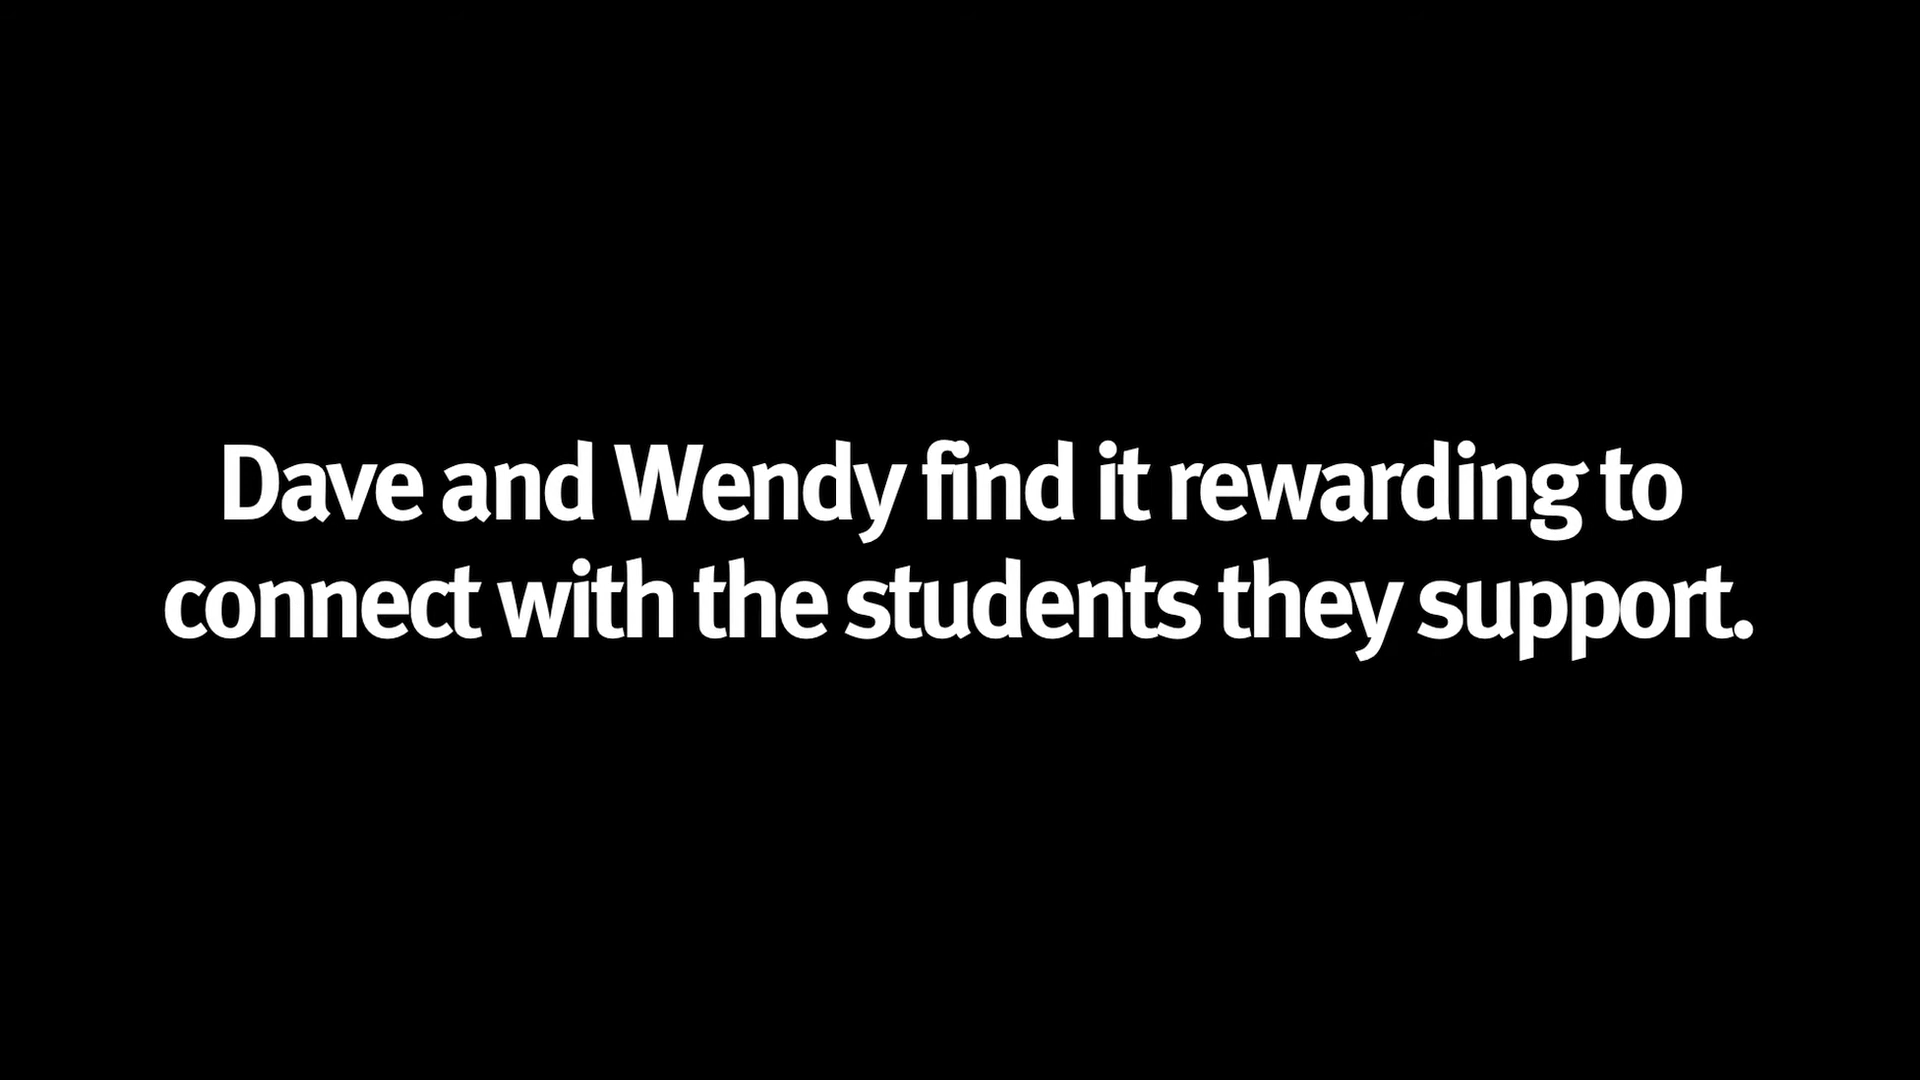 Dave and Wendy find it rewarding to
connect with the students they support.